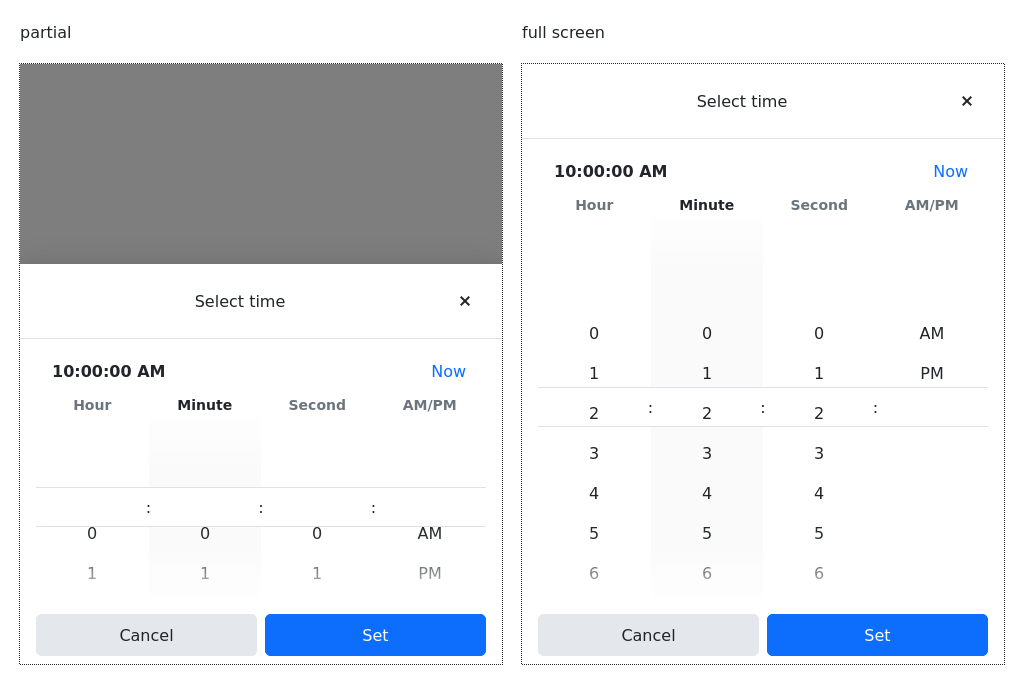 partial
Select time ×
10:00:00 AM Now
Hour Minute Second AM/PM
: : :
0 0 0 AM
1 1 1 PM
Cancel Set
full screen
Select time ×
10:00:00 AM Now
Hour Minute Second AM/PM
0 0 0 AM
1 1 1 PM
2 : 2 : 2 :
3 3 3
4 4 4
5 5 5
6 6 6
Cancel Set